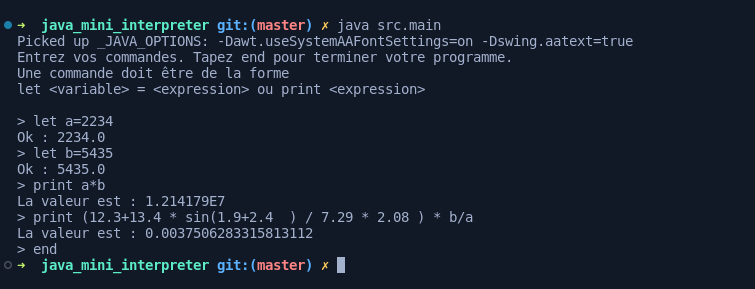 ➜ java_mini_interpreter git:(master) ✗ java src.main
Picked up _JAVA_OPTIONS: -Dawt.useSystemAAFontSettings=on -Dswing.aatext=true
Entrez vos commandes. Tapez end pour terminer votre programme.
Une commande doit être de la forme
let <variable> = <expression> ou print <expression>
> let a=2234
Ok : 2234.0
> let b=5435
Ok : 5435.0
> print a*b
La valeur est : 1.214179E7
> print (12.3+13.4 * sin(1.9+2.4  ) / 7.29 * 2.08 ) * b/a
La valeur est : 0.0037506283315813112
> end
➜ java_mini_interpreter git:(master) ✗